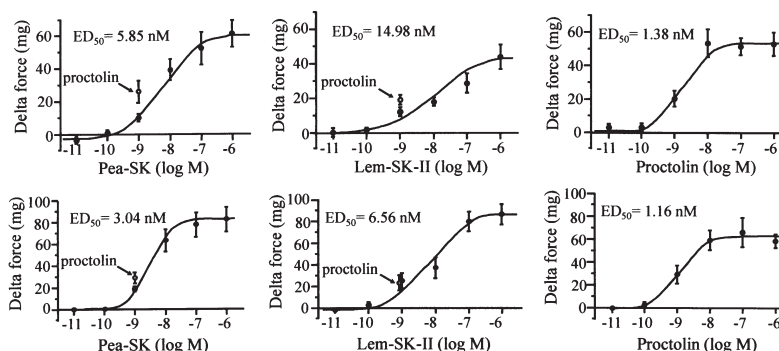 Delta force (mg)
60
40
20
0
ED50= 5.85 nM
proctolin
-11 -10 -9 -8 -7 -6
Pea-SK (log M)
60
40
20
0
ED50= 14.98 nM
proctolin
-11 -10 -9 -8 -7 -6
Lem-SK-II (log M)
Delta force (mg)
60
40
20
0
ED50= 1.38 nM
-11 -10 -9 -8 -7 -6
Proctolin (log M)
Delta force (mg)
100
80
60
40
20
0
ED50= 3.04 nM
proctolin
-11 -10 -9 -8 -7 -6
Pea-SK (log M)
Delta force (mg)
100
80
60
40
20
0
ED50= 6.56 nM
proctolin
-11 -10 -9 -8 -7 -6
Lem-SK-II (log M)
Delta force (mg)
100
80
60
40
20
0
ED50= 1.16 nM
-11 -10 -9 -8 -7 -6
Proctolin (log M)